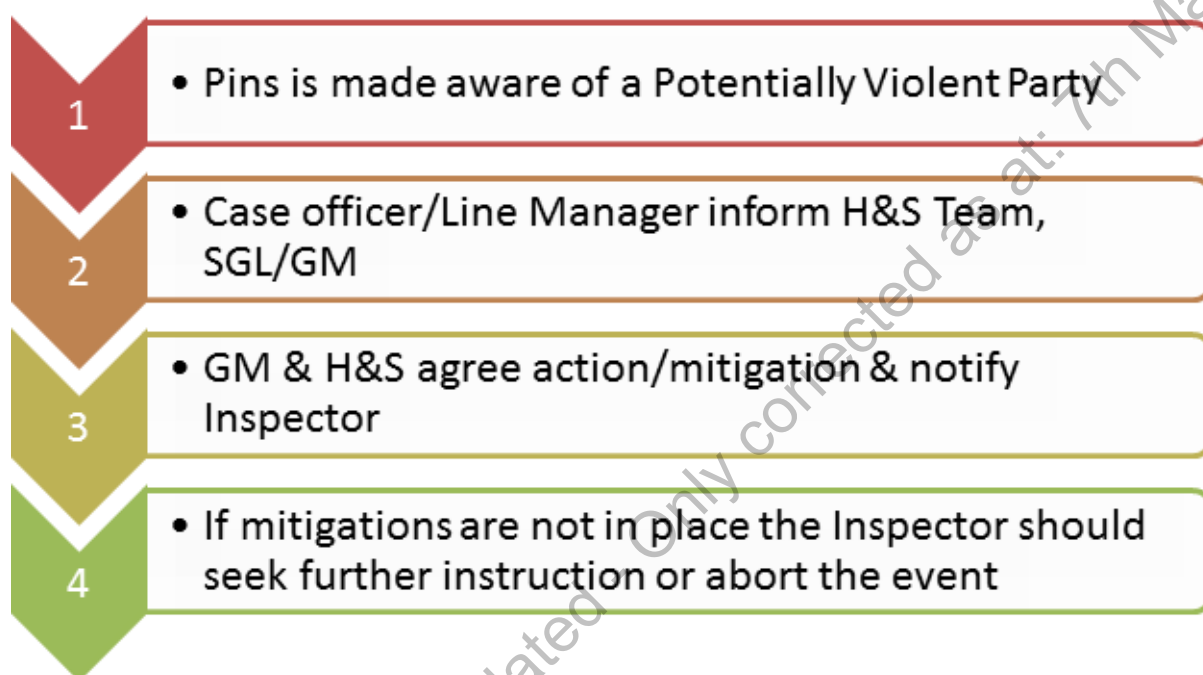 1
• Pins is made aware of a Potentially Violent Party
2
• Case officer/Line Manager inform H&S Team,
SGL/GM
3
• GM & H&S agree action/mitigation & notify
Inspector
4
• If mitigations are not in place the Inspector should
seek further instruction or abort the event
- Only corrected as at: 7th